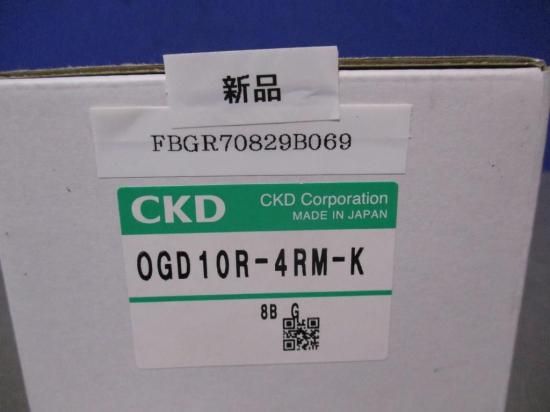 新品
FBGR70829B069
CKD
CKD Corporation
MADE IN JAPAN
OGD10R-4RM-K
8B G